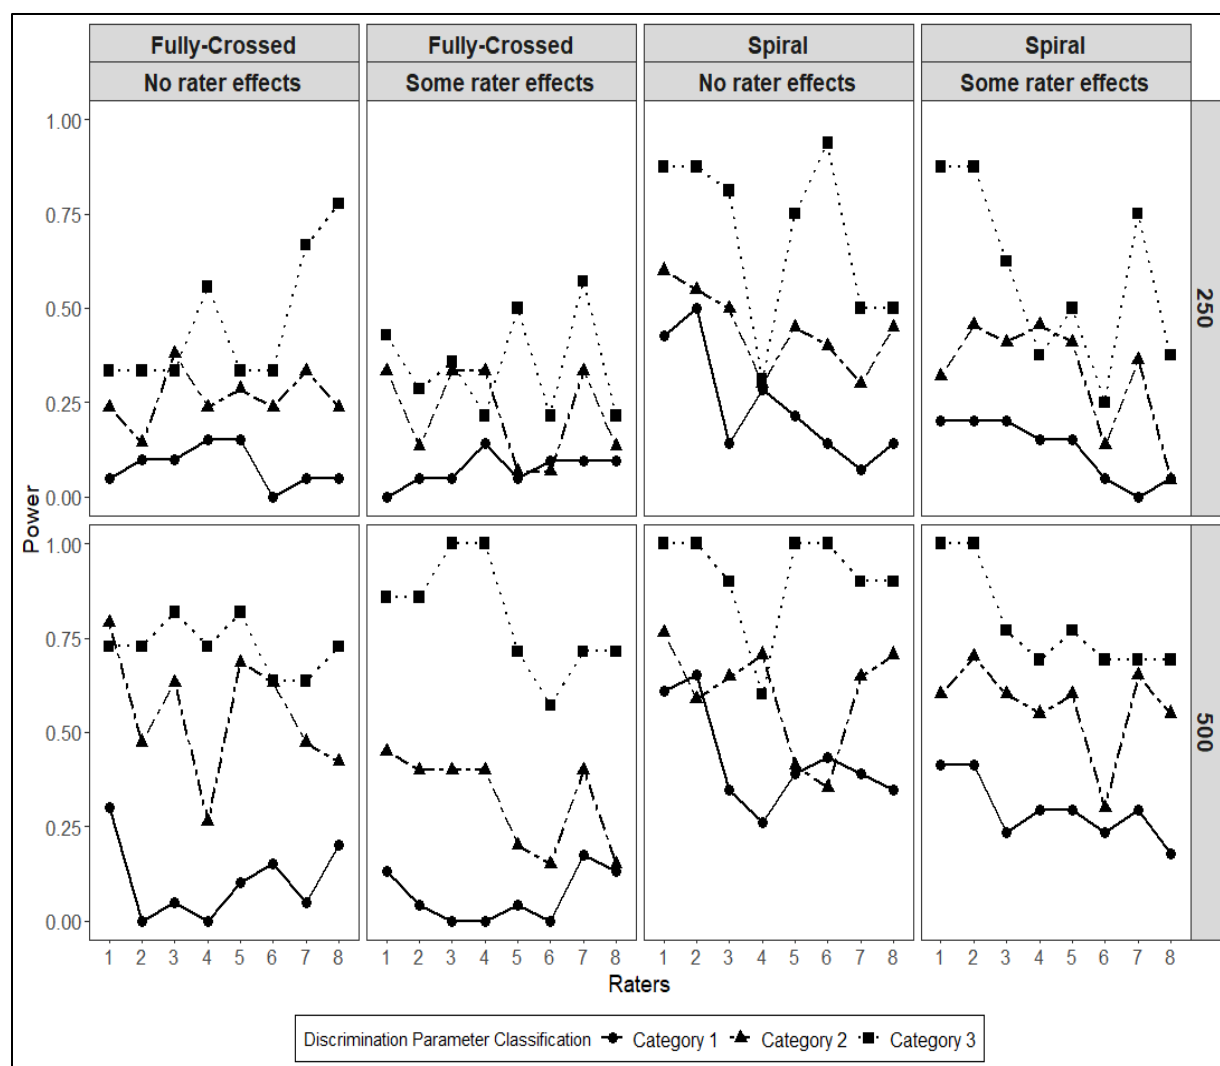 Fully-Crossed Fully-Crossed Spiral Spiral
No rater effects Some rater effects No rater effects Some rater effects
1.00
0.75
0.50
0.25
0.00
250
Power
1.00
0.75
0.50
0.25
0.00
500
1 2 3 4 5 6 7 8 1 2 3 4 5 6 7 8 1 2 3 4 5 6 7 8 1 2 3 4 5 6 7 8
Raters
Discrimination Parameter Classification Category 1 Category 2 Category 3